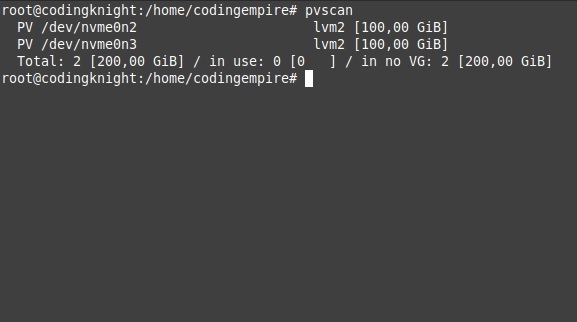 root@codingknight:/home/codingempire# pvscan
  PV /dev/nvme0n2                      lvm2 [100,00 GiB]
  PV /dev/nvme0n3                      lvm2 [100,00 GiB]
  Total: 2 [200,00 GiB] / in use: 0 [0   ] / in no VG: 2 [200,00 GiB]
root@codingknight:/home/codingempire#